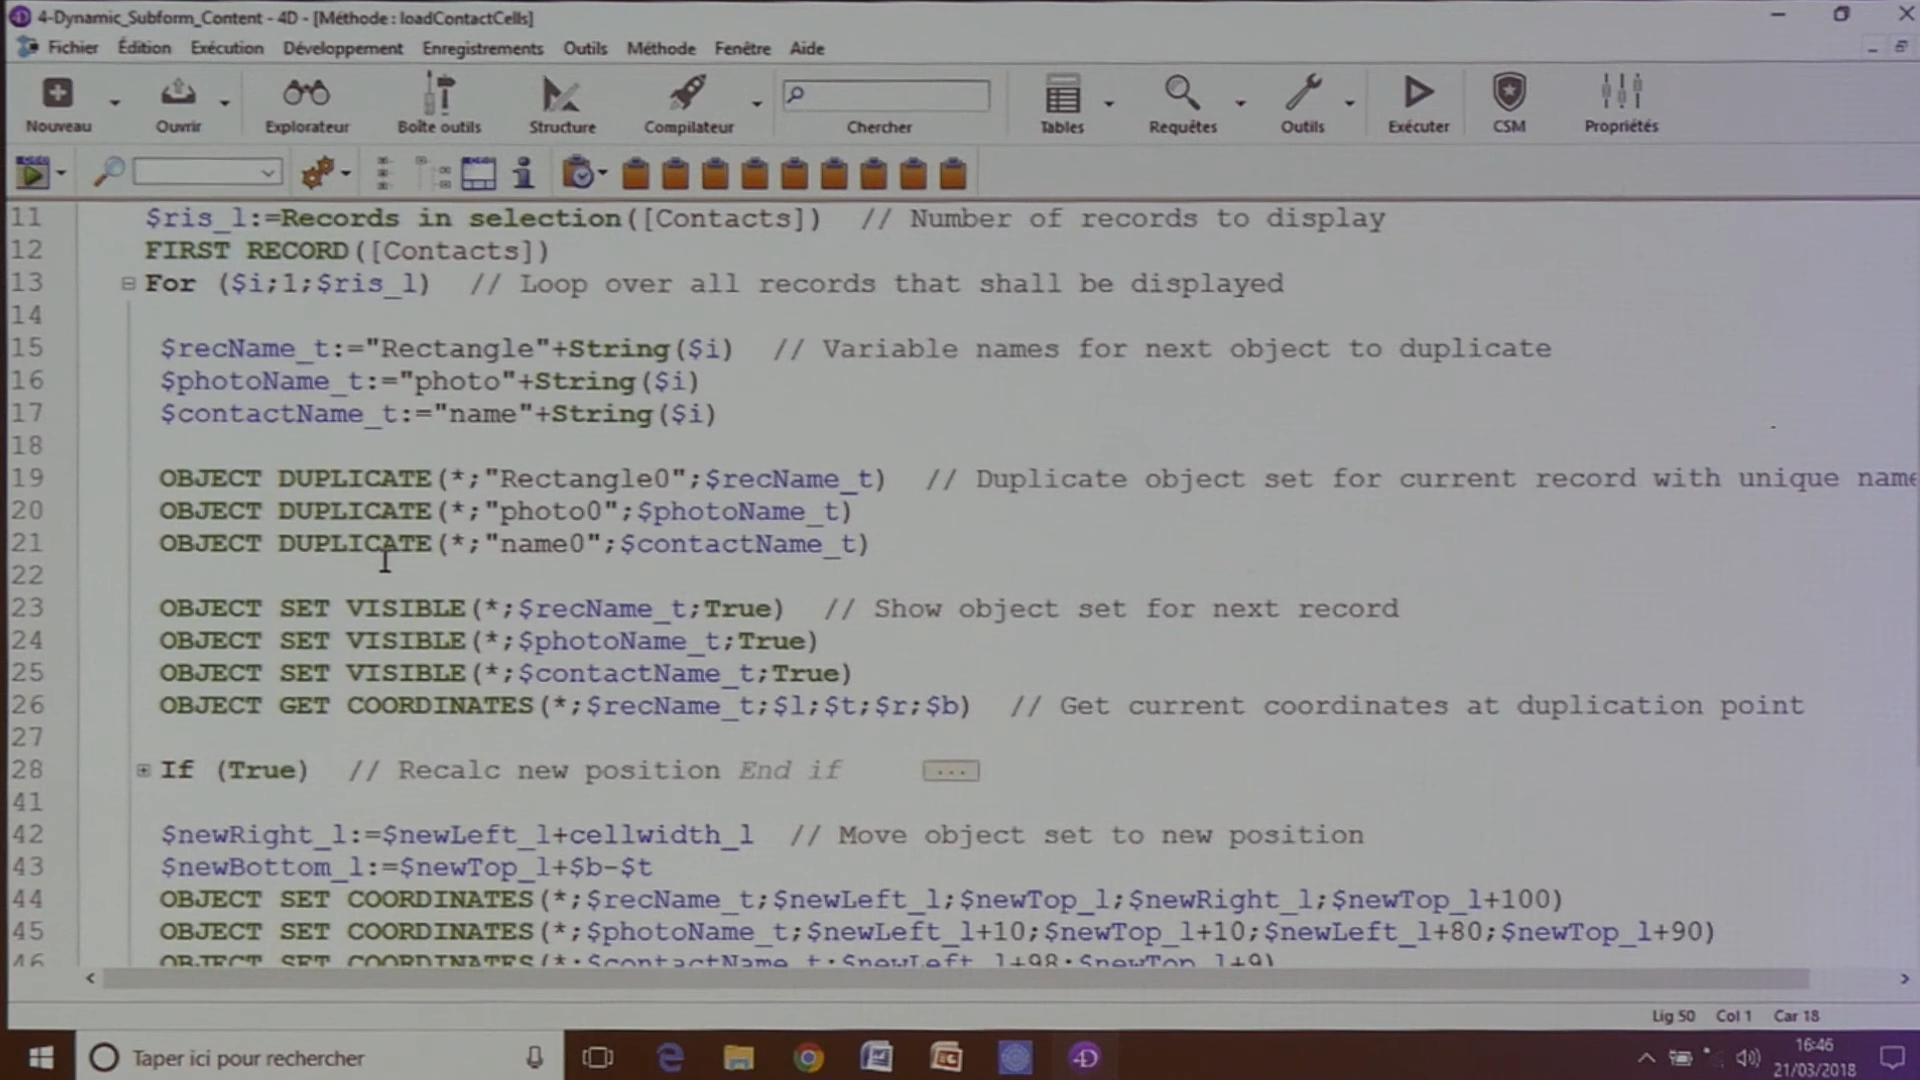 4-Dynamic_Subform_Content - 4D - [Méthode : loadContactCells]
Fichier Édition Exécution Développement Enregistrements Outils Méthode Fenêtre Aide
Nouveau Ouvrir Explorateur Boîte outils Structure Compilateur Chercher Tables Requêtes Outils Exécuter CSM Propriétés
11 $ris_l:=Records in selection([Contacts]) // Number of records to display
12 FIRST RECORD([Contacts])
13 For ($i;1;$ris_l) // Loop over all records that shall be displayed
14
15 $recName_t:="Rectangle"+String($i) // Variable names for next object to duplicate
16 $photoName_t:="photo"+String($i)
17 $contactName_t:="name"+String($i)
18
19 OBJECT DUPLICATE(*;"Rectangle0";$recName_t) // Duplicate object set for current record with unique name
20 OBJECT DUPLICATE(*;"photo0";$photoName_t)
21 OBJECT DUPLICATE(*;"name0";$contactName_t)
22
23 OBJECT SET VISIBLE(*;$recName_t;True) // Show object set for next record
24 OBJECT SET VISIBLE(*;$photoName_t;True)
25 OBJECT SET VISIBLE(*;$contactName_t;True)
26 OBJECT GET COORDINATES(*;$recName_t;$l;$t;$r;$b) // Get current coordinates at duplication point
27
28 If (True) // Recalc new position End if ...
41
42 $newRight_l:=$newLeft_l+cellwidth_l // Move object set to new position
43 $newBottom_l:=$newTop_l+$b-$t
44 OBJECT SET COORDINATES(*;$recName_t;$newLeft_l;$newTop_l;$newRight_l;$newTop_l+100)
45 OBJECT SET COORDINATES(*;$photoName_t;$newLeft_l+10;$newTop_l+10;$newLeft_l+80;$newTop_l+90)
46 OBJECT SET COORDINATES(*;$contactName_t;$newLeft_l+98;$newTop_l+9)
Lig 50 Col 1 Car 18
Taper ici pour rechercher
16:46
21/03/2018